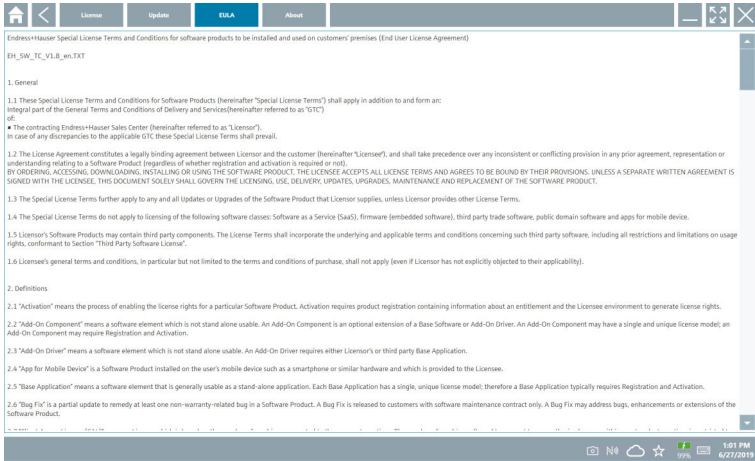 License
Update
EULA
About
Endress+Hauser Special License Terms and Conditions for software products to be installed and used on customers' premises (End User License Agreement)
EH_SW_TC_V1.8_en.TXT
1. General
1.1 These Special License Terms and Conditions for Software Products (hereinafter "Special License Terms") shall apply in addition to and form an:
Integral part of the General Terms and Conditions of Delivery and Services(hereinafter referred to as "GTC")
of:
▪ The contracting Endress+Hauser Sales Center (hereinafter referred to as "Licensor").
In case of any discrepancies to the applicable GTC these Special License Terms shall prevail.
1.2 The License Agreement constitutes a legally binding agreement between Licensor and the customer (hereinafter "Licensee"), and shall take precedence over any inconsistent or conflicting provision in any prior agreement, representation or
understanding relating to a Software Product (regardless of whether registration and activation is required or not).
BY ORDERING, ACCESSING, DOWNLOADING, INSTALLING OR USING THE SOFTWARE PRODUCT, THE LICENSEE ACCEPTS ALL LICENSE TERMS AND AGREES TO BE BOUND BY THEIR PROVISIONS. UNLESS A SEPARATE WRITTEN AGREEMENT IS
SIGNED WITH THE LICENSEE, THIS DOCUMENT SOLELY SHALL GOVERN THE LICENSING, USE, DELIVERY, UPDATES, UPGRADES, MAINTENANCE AND REPLACEMENT OF THE SOFTWARE PRODUCT.
1.3 The Special License Terms further apply to any and all Updates or Upgrades of the Software Product that Licensor supplies, unless Licensor provides other License Terms.
1.4 The Special License Terms do not apply to licensing of the following software classes: Software as a Service (SaaS), firmware (embedded software), third party trade software, public domain software and apps for mobile device.
1.5 Licensor's Software Products may contain third party components. The License Terms shall incorporate the underlying and applicable terms and conditions concerning such third party software, including all restrictions and limitations on usage
rights, conformant to Section "Third Party Software License".
1.6 Licensee's general terms and conditions, in particular but not limited to the terms and conditions of purchase, shall not apply (even if Licensor has not explicitly objected to their applicability).
2. Definitions
2.1 "Activation" means the process of enabling the license rights for a particular Software Product. Activation requires product registration containing information about an entitlement and the Licensee environment to generate license rights.
2.2 "Add-On Component" means a software element which is not stand alone usable. An Add-On Component is an optional extension of a Base Software or Add-On Driver. An Add-On Component may have a single and unique license model; an
Add-On Component may require Registration and Activation.
2.3 "Add-On Driver" means a software element which is not stand alone usable. An Add-On Driver requires either Licensor's or third party Base Application.
2.4 "App for Mobile Device" is a Software Product installed on the user's mobile device such as a smartphone or similar hardware and which is provided to the Licensee.
2.5 "Base Application" means a software element that is generally usable as a stand-alone application. Each Base Application has a single, unique license model; therefore a Base Application typically requires Registration and Activation.
2.6 "Bug Fix" is a partial update to remedy at least one non-warranty-related bug in a Software Product. A Bug Fix is released to customers with software maintenance contract only. A Bug Fix may address bugs, enhancements or extensions of the
Software Product.
99%
1:01 PM
6/27/2019